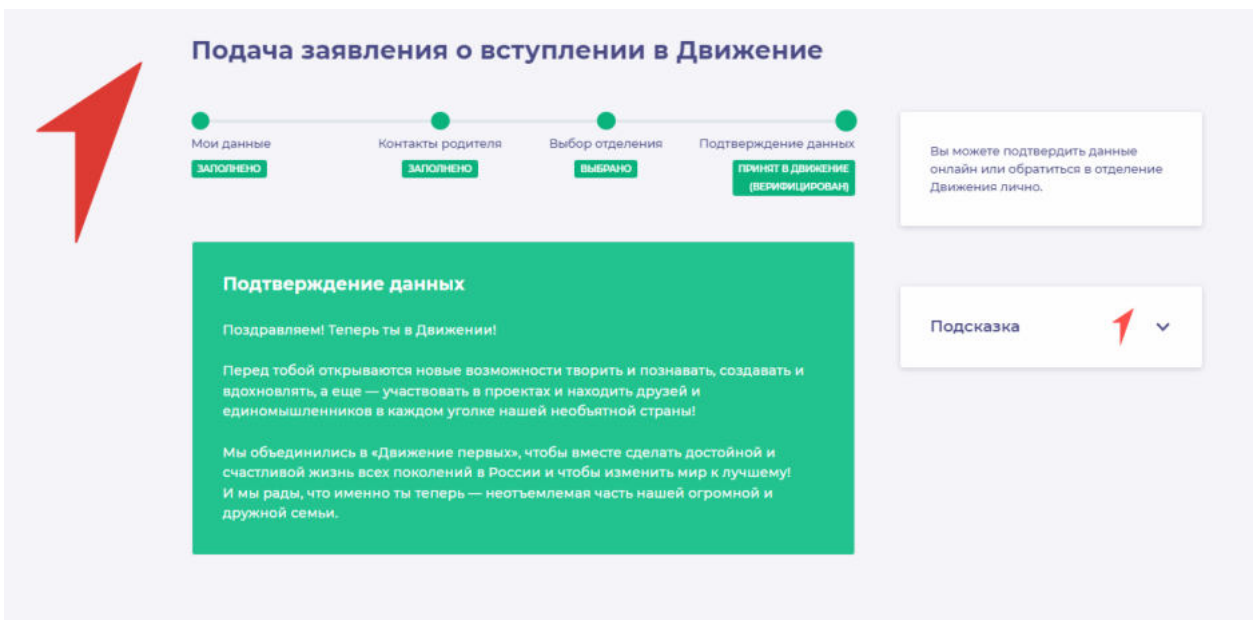 Подача заявления о вступлении в Движение
Мои данные
ЗАПОЛНЕНО
Контакты родителя
ЗАПОЛНЕНО
Выбор отделения
ВЫБРАНО
Подтверждение данных
ПРИНЯТ В ДВИЖЕНИЕ
(ВЕРИФИЦИРОВАН)
Вы можете подтвердить данные
онлайн или обратиться в отделение
Движения лично.
Подсказка
Подтверждение данных
Поздравляем! Теперь ты в Движении!
Перед тобой открываются новые возможности творить и познавать, создавать и
вдохновлять, а еще — участвовать в проектах и находить друзей и
единомышленников в каждом уголке нашей необъятной страны!
Мы объединились в «Движение первых», чтобы вместе сделать достойной и
счастливой жизнь всех поколений в России и чтобы изменить мир к лучшему!
И мы рады, что именно ты теперь — неотъемлемая часть нашей огромной и
дружной семьи.